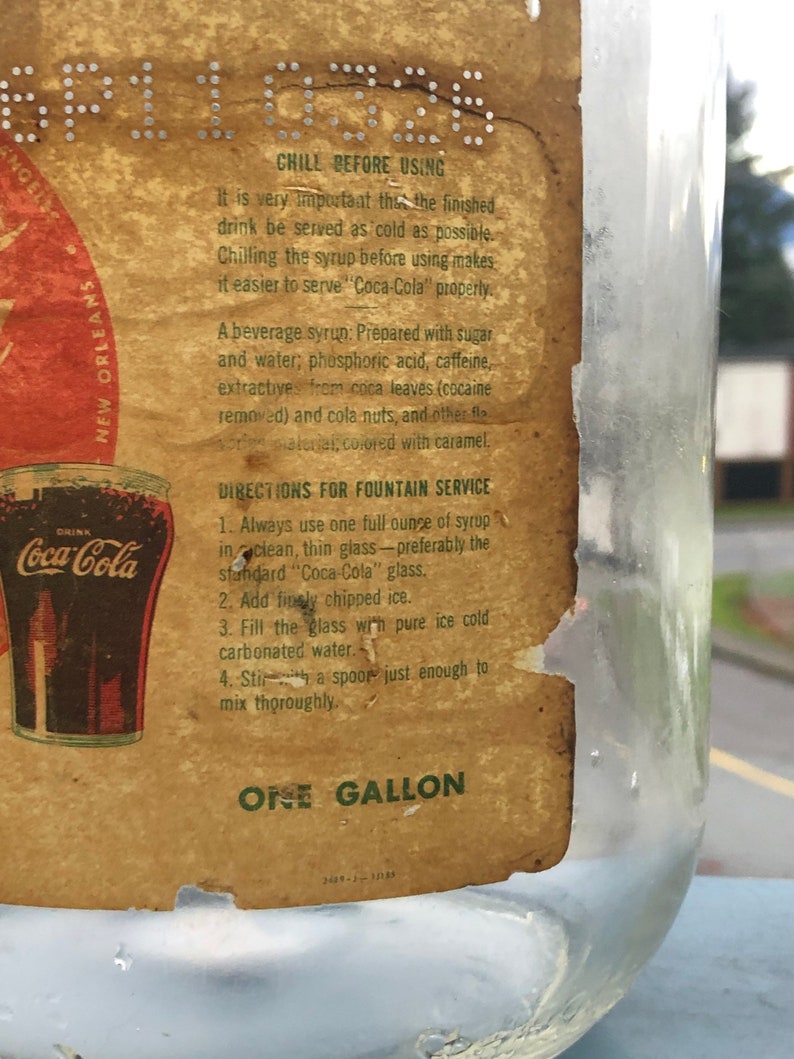 6P110326
NGELES
NEW ORLEANS
CHILL BEFORE USING
It is very important that the finished
drink be served as cold as possible.
Chilling the syrup before using makes
it easier to serve "Coca-Cola" properly.
A beverage syrup: Prepared with sugar
and water; phosphoric acid, caffeine,
extractives from coca leaves (cocaine
removed) and cola nuts, and other fla-
voring material; colored with caramel.
DIRECTIONS FOR FOUNTAIN SERVICE
1. Always use one full ounce of syrup
in a clean, thin glass — preferably the
standard "Coca-Cola" glass.
2. Add finely chipped ice.
3. Fill the glass with pure ice cold
carbonated water.
4. Stir with a spoon just enough to
mix thoroughly.
DRINK
Coca-Cola
ONE GALLON